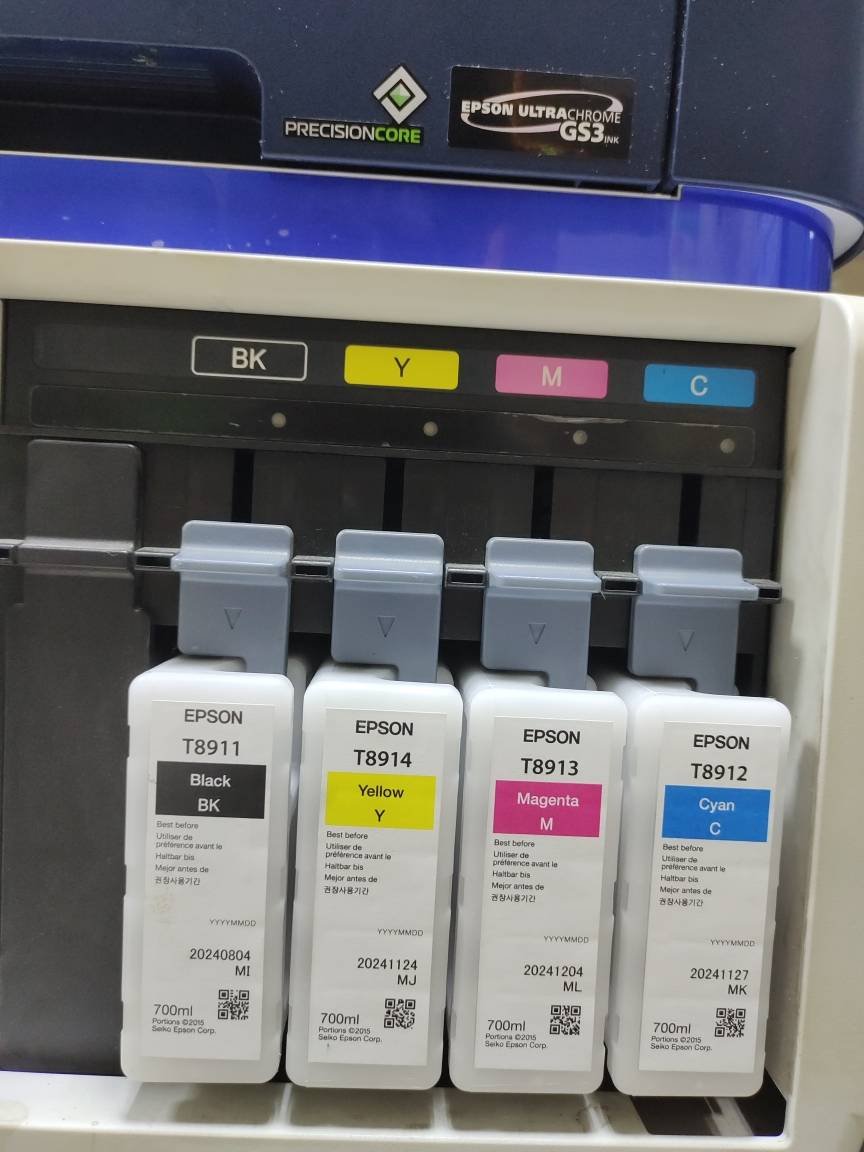 PRECISIONCORE
EPSON ULTRACHROME
GS3 INK
BK
Y
M
C
EPSON
T8911
Black
BK
Best before
Utiliser de
préférence avant le
Haltbar bis
Mejor antes de
권장사용기간
YYYYMMDD
20240804
MI
700ml
Portions ©2015
Seiko Epson Corp.
EPSON
T8914
Yellow
Y
Best before
Utiliser de
préférence avant le
Haltbar bis
Mejor antes de
권장사용기간
YYYYMMDD
20241124
MJ
700ml
Portions ©2015
Seiko Epson Corp.
EPSON
T8913
Magenta
M
Best before
Utiliser de
préférence avant le
Haltbar bis
Mejor antes de
권장사용기간
YYYYMMDD
20241204
ML
700ml
Portions ©2015
Seiko Epson Corp.
EPSON
T8912
Cyan
C
Best before
Utiliser de
préférence avant le
Haltbar bis
Mejor antes de
권장사용기간
YYYYMMDD
20241127
MK
700ml
Portions ©2015
Seiko Epson Corp.